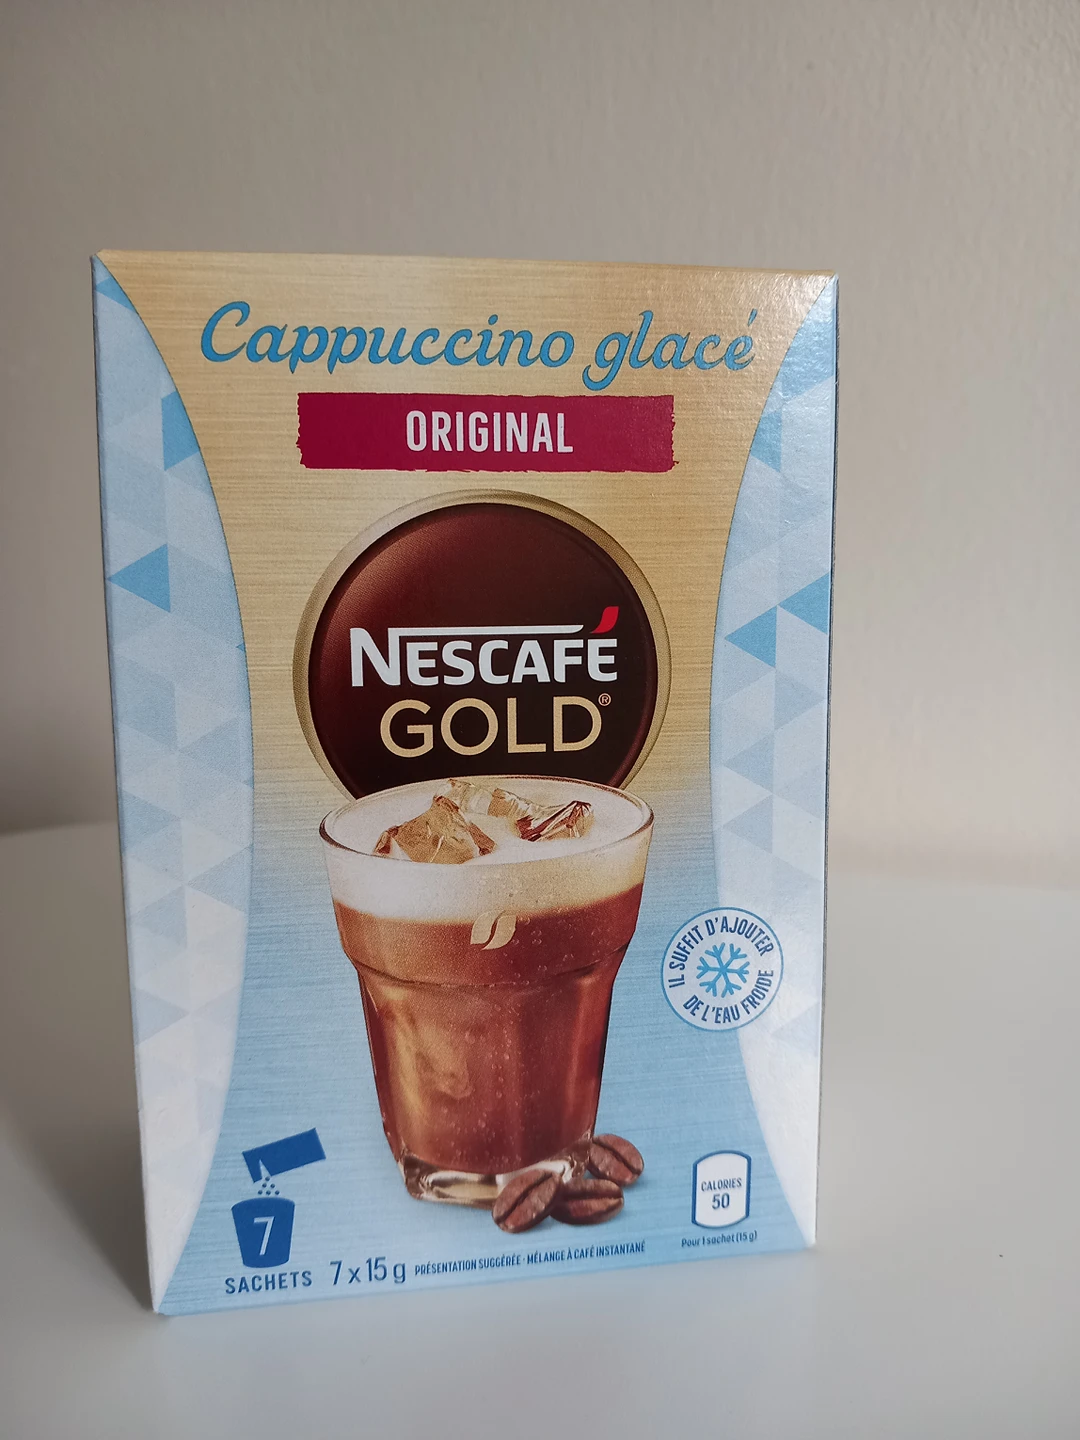 Cappuccino glacé
ORIGINAL
NESCAFÉ
GOLD®
IL SUFFIT D'AJOUTER
DE L'EAU FROIDE
7
SACHETS
7 x 15 g
PRÉSENTATION SUGGÉRÉE · MÉLANGE À CAFÉ INSTANTANÉ
CALORIES
50
Pour 1 sachet (15 g)